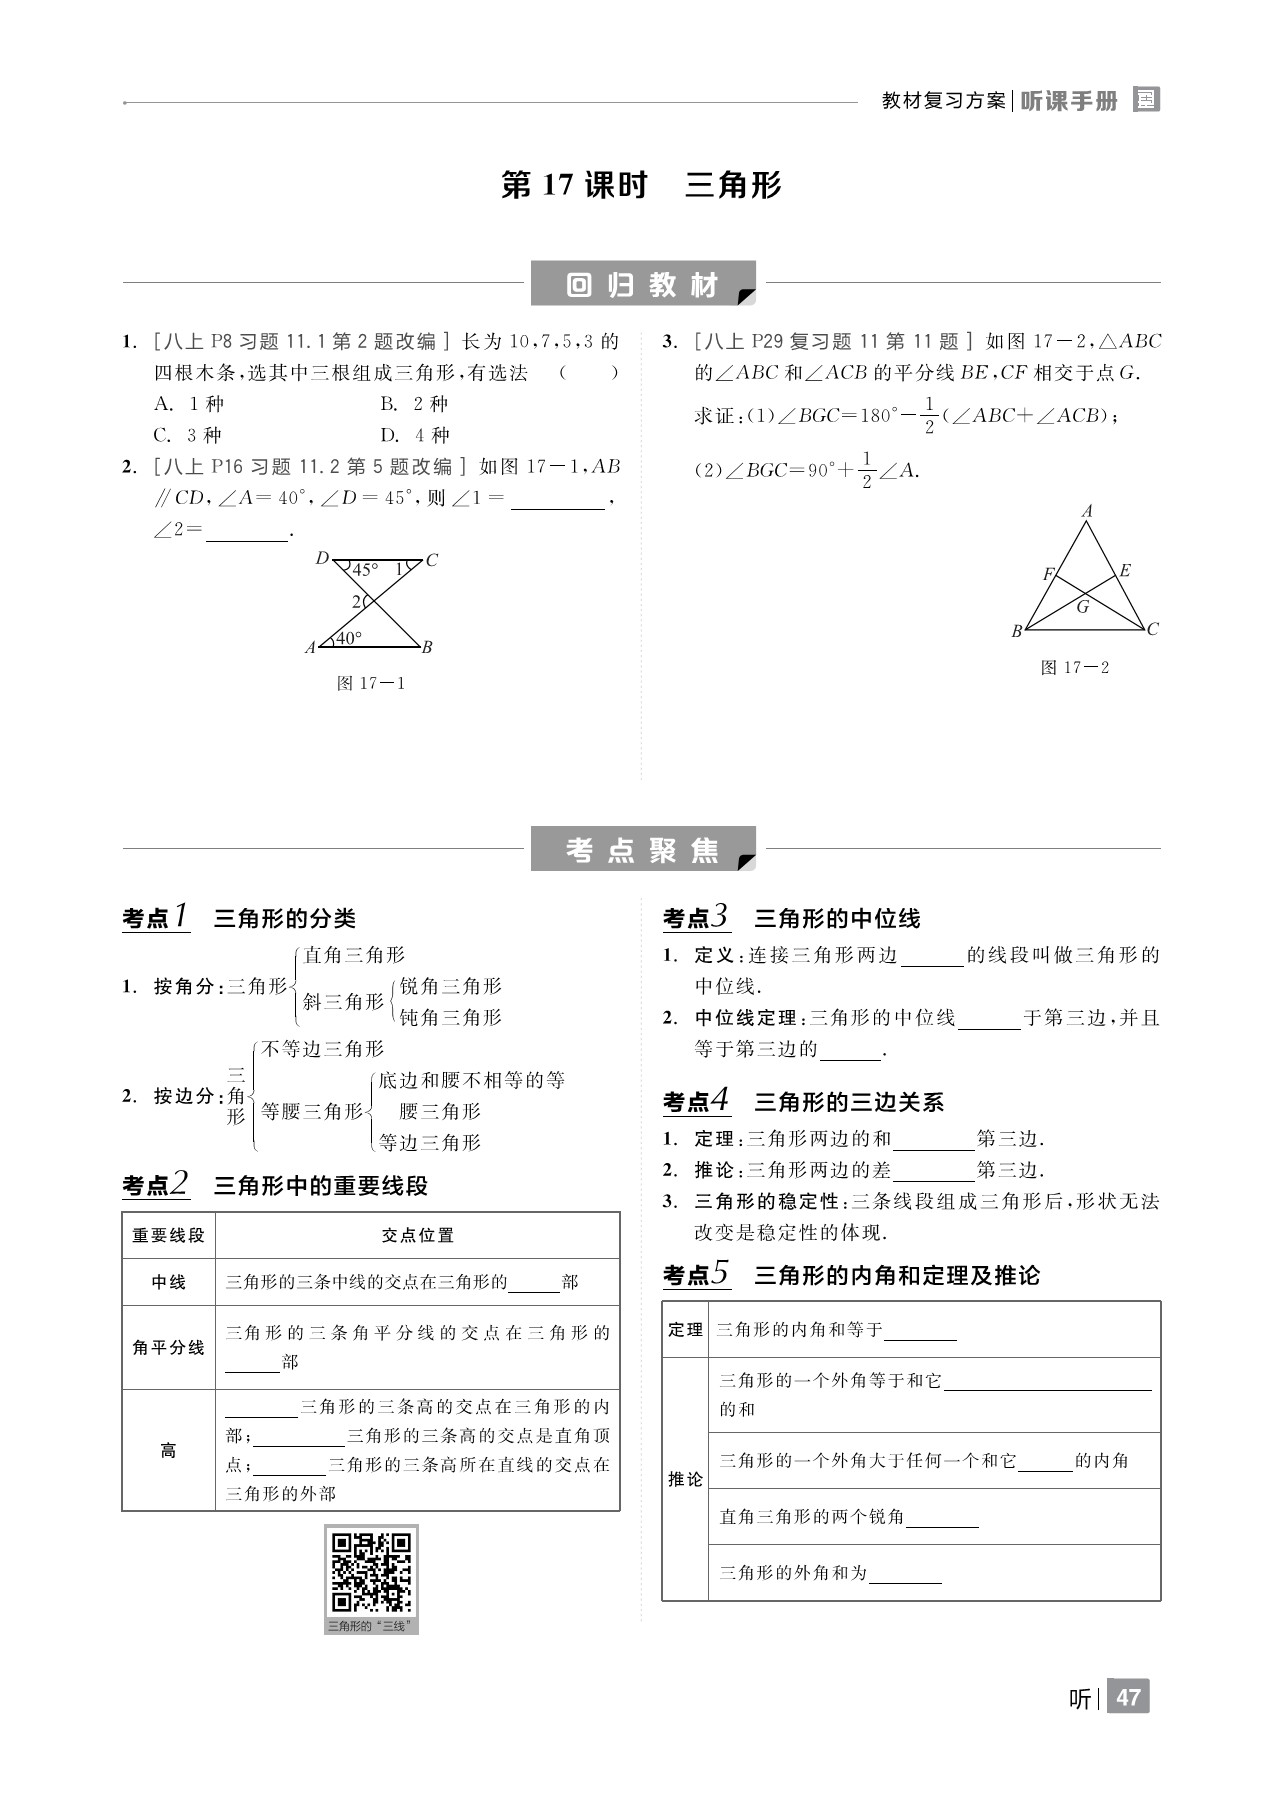 教材复习方案 听课手册
第 17 课时 三角形
回归教材
1. [八上 P8 习题 11.1 第 2 题改编] 长为 10,7,5,3 的
四根木条,选其中三根组成三角形,有选法 ( )
A. 1 种 B. 2 种
C. 3 种 D. 4 种
2. [八上 P16 习题 11.2 第 5 题改编] 如图 17-1,AB
∥CD,∠A=40°,∠D=45°,则∠1=________,
∠2=________.
D 45° 1 C
2
A 40° B
图 17-1
3. [八上 P29 复习题 11 第 11 题] 如图 17-2,△ABC
的∠ABC 和∠ACB 的平分线 BE,CF 相交于点 G.
求证:(1)∠BGC=180°-1/2(∠ABC+∠ACB);
(2)∠BGC=90°+1/2∠A.
A
F E
G
B C
图 17-2
考点聚焦
考点1 三角形的分类
直角三角形
1. 按角分:三角形
斜三角形
锐角三角形
钝角三角形
不等边三角形
2. 按边分:三角形
等腰三角形
底边和腰不相等的等
腰三角形
等边三角形
考点2 三角形中的重要线段
重要线段 交点位置
中线 三角形的三条中线的交点在三角形的______部
角平分线 三角形的三条角平分线的交点在三角形的
______部
高
________三角形的三条高的交点在三角形的内
部;__________三角形的三条高的交点是直角顶
点;________三角形的三条高所在直线的交点在
三角形的外部
三角形的“三线”
考点3 三角形的中位线
1. 定义:连接三角形两边______的线段叫做三角形的
中位线.
2. 中位线定理:三角形的中位线______于第三边,并且
等于第三边的______.
考点4 三角形的三边关系
1. 定理:三角形两边的和________第三边.
2. 推论:三角形两边的差________第三边.
3. 三角形的稳定性:三条线段组成三角形后,形状无法
改变是稳定性的体现.
考点5 三角形的内角和定理及推论
定理 三角形的内角和等于________
推论
三角形的一个外角等于和它______________________
的和
三角形的一个外角大于任何一个和它______的内角
直角三角形的两个锐角________
三角形的外角和为________
听 47